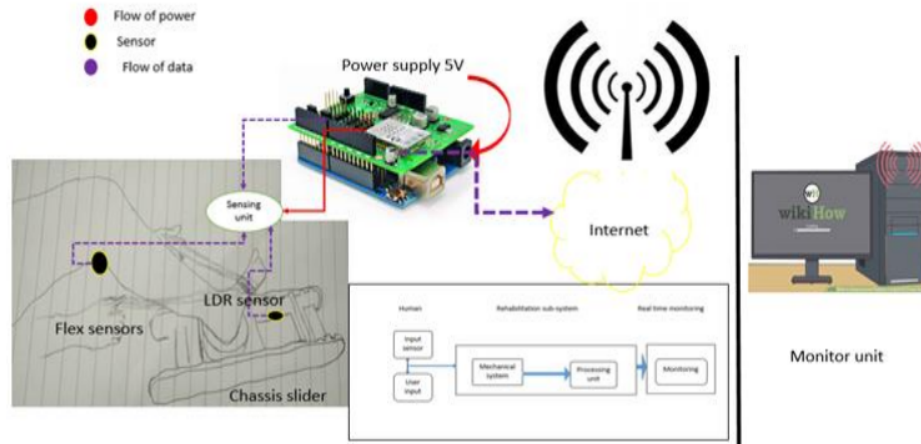 Flow of power
Sensor
Flow of data
Power supply 5V
Sensing
unit
Internet
wikiHow
LDR sensor
Flex sensors
Chassis slider
Human
Rehabilitation sub-system
Real time monitoring
Input
sensor
User
input
Mechanical
system
Processing
unit
Monitoring
Monitor unit